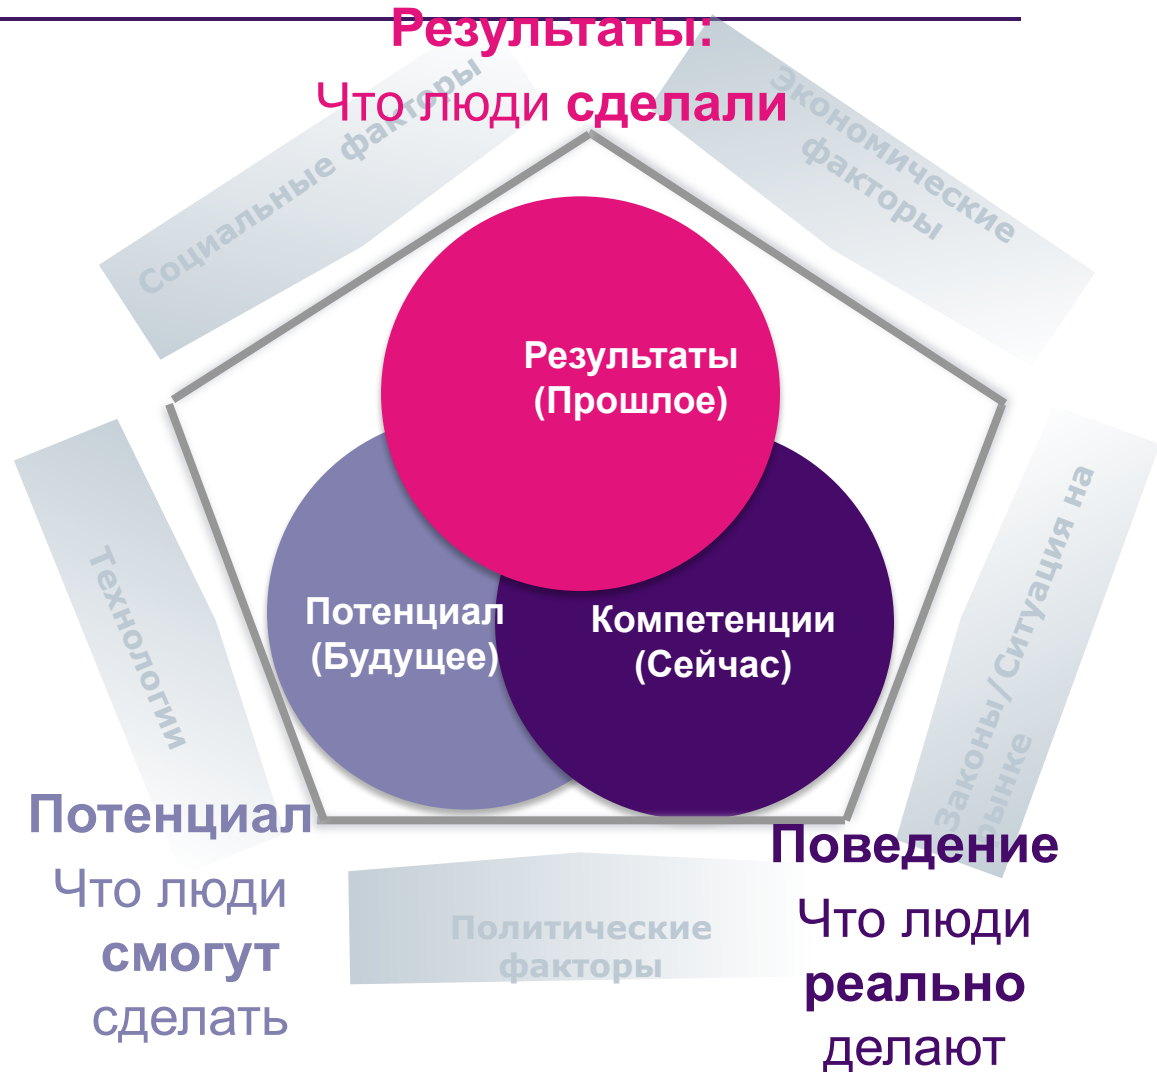 Результаты:
Что люди сделали
Социальные факторы
Экономические
факторы
Результаты
(Прошлое)
Технологии
Законы/Ситуация на
рынке
Потенциал
(Будущее)
Компетенции
(Сейчас)
Потенциал
Что люди
смогут
сделать
Политические
факторы
Поведение
Что люди
реально
делают